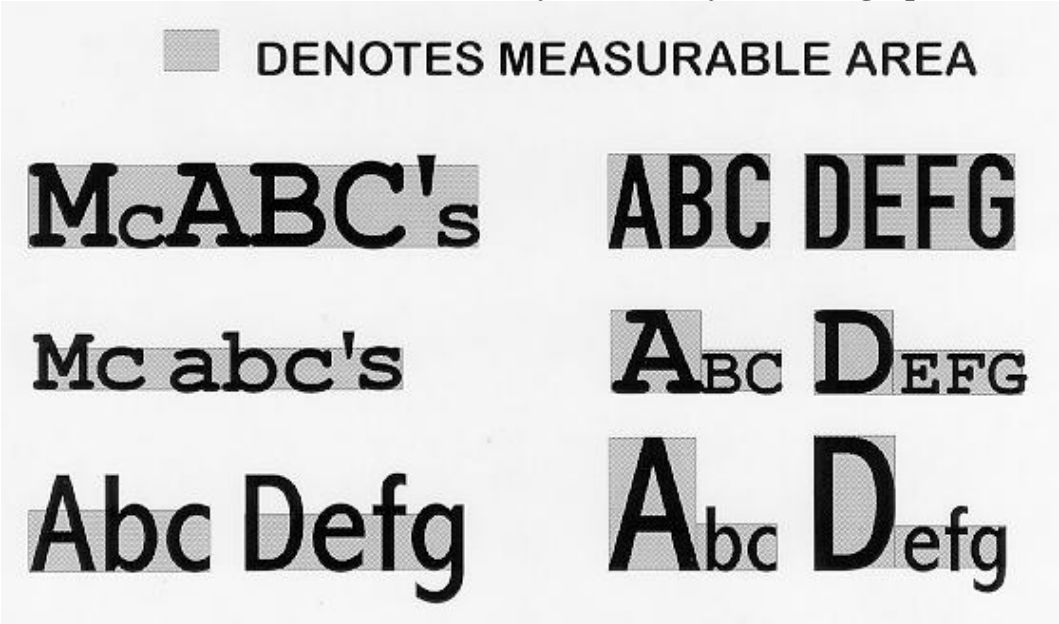 DENOTES MEASURABLE AREA
McABC's
ABC DEFG
Mc abc's
ABC DEFG
Abc Defg
Abc Defg